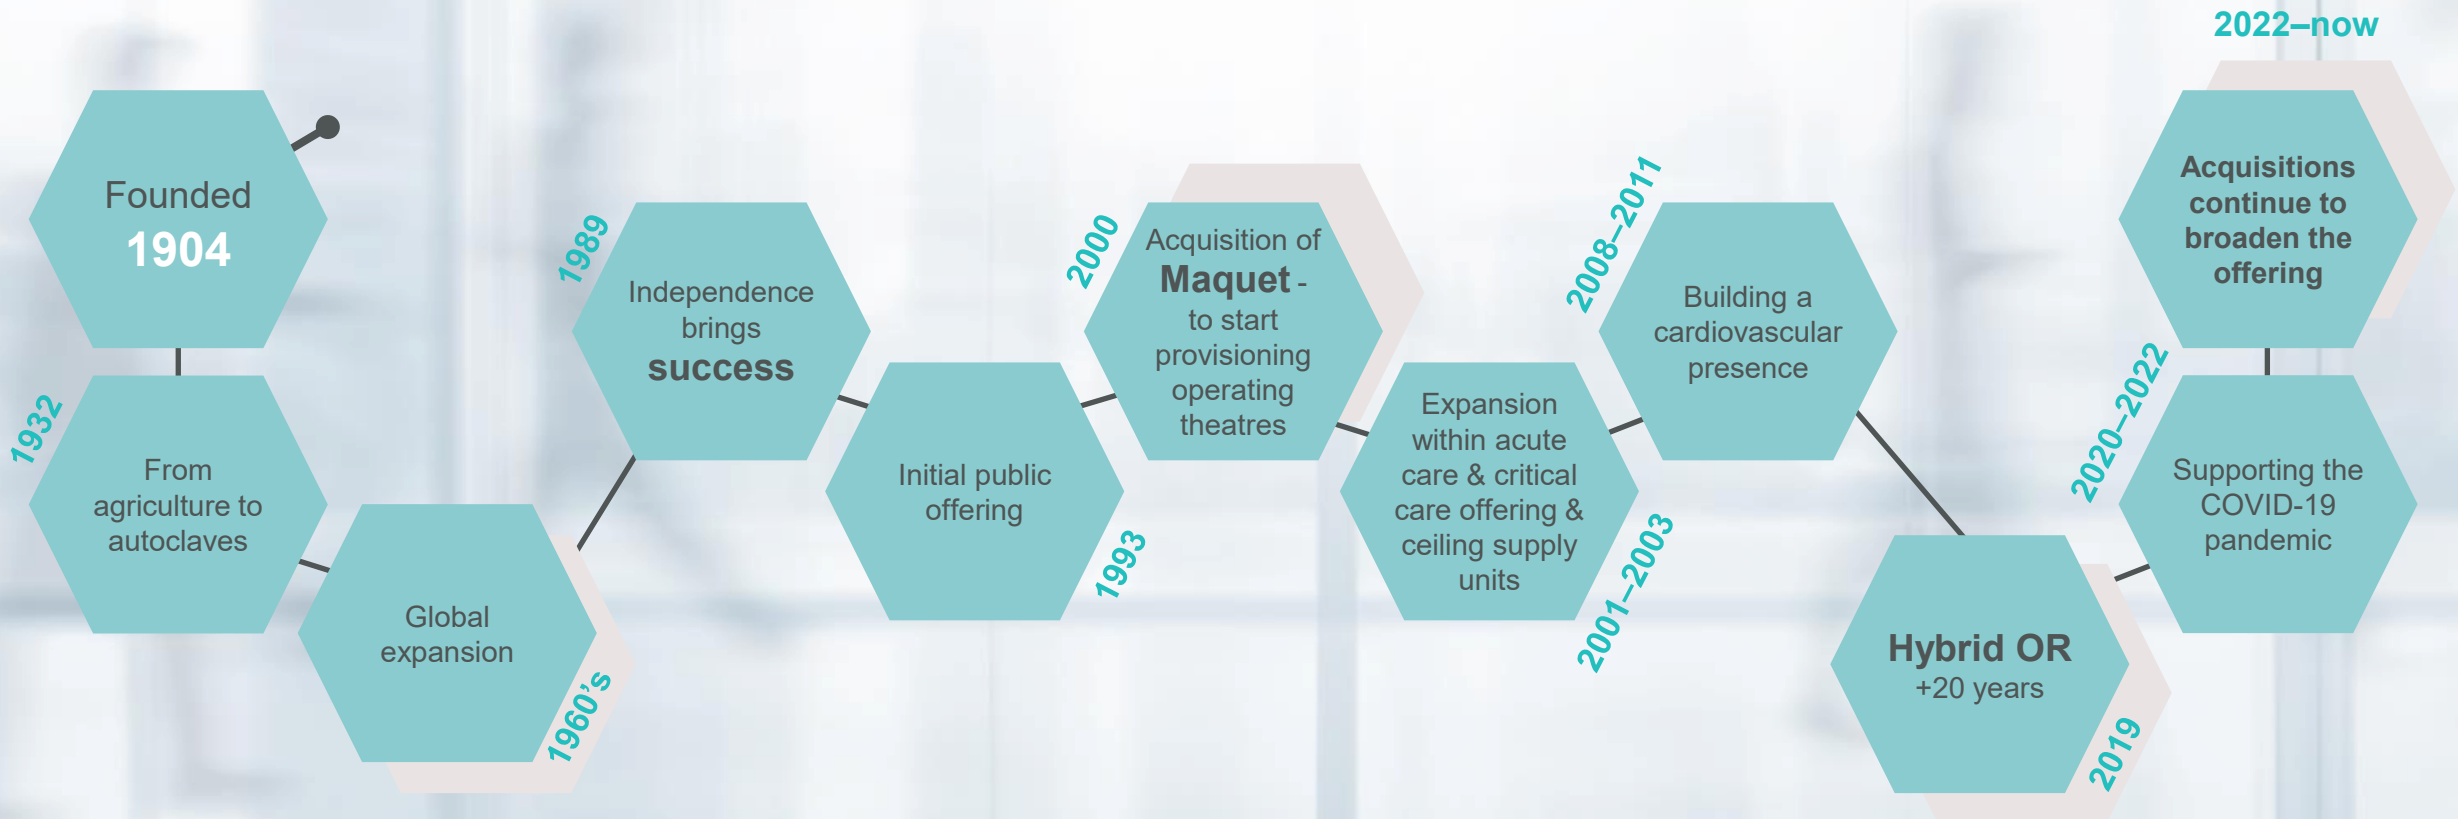 Founded
1904
1932
From
agriculture to
autoclaves
Global
expansion
1960’s
1989
Independence
brings
success
Initial public
offering
1993
2000
Acquisition of
Maquet -
to start
provisioning
operating
theatres
Expansion
within acute
care & critical
care offering &
ceiling supply
units
2001–2003
2008–2011
Building a
cardiovascular
presence
Hybrid OR
+20 years
2019
2020–2022
Supporting the
COVID-19
pandemic
2022–now
Acquisitions
continue to
broaden the
offering